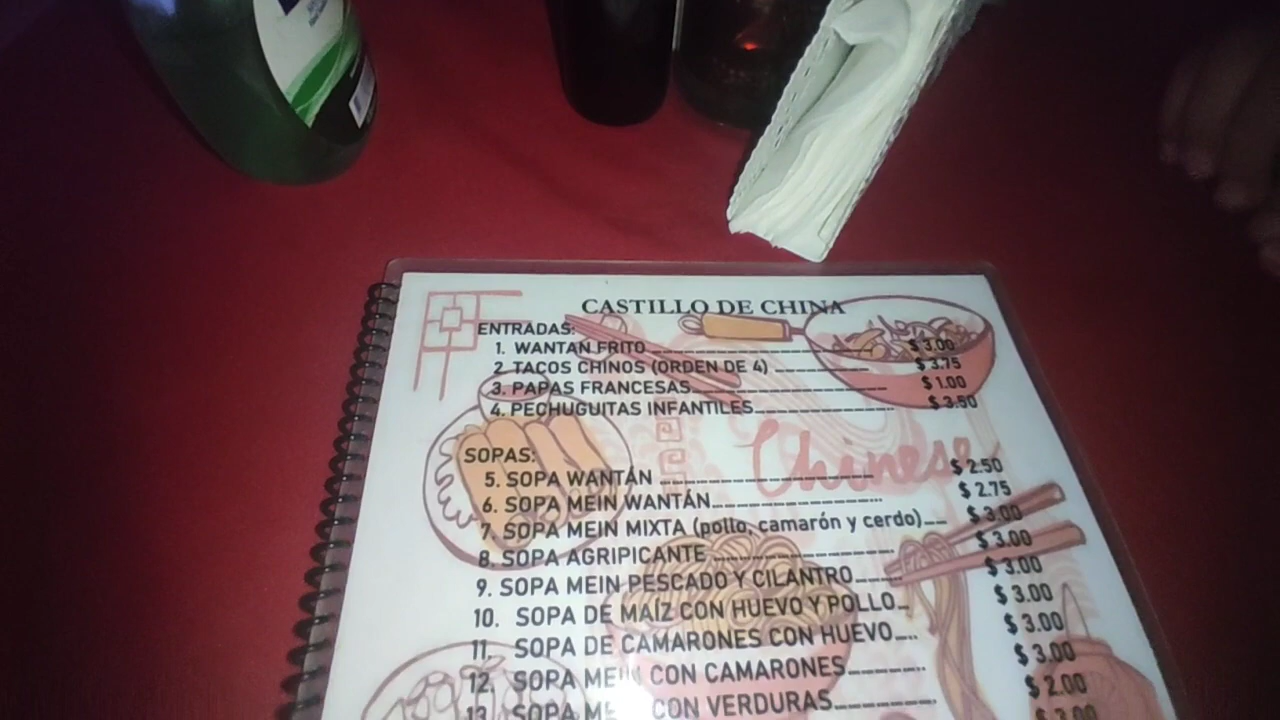 CASTILLO DE CHINA
ENTRADAS:
1. WANTAN FRITO $ 3.00
2. TACOS CHINOS (ORDEN DE 4) $ 3.75
3. PAPAS FRANCESAS $ 1.00
4. PECHUGUITAS INFANTILES $ 3.50
Chinese
SOPAS:
5. SOPA WANTÁN $ 2.50
6. SOPA MEIN WANTÁN $ 2.75
7. SOPA MEIN MIXTA (pollo, camarón y cerdo) $ 3.00
8. SOPA AGRIPICANTE $ 3.00
9. SOPA MEIN PESCADO Y CILANTRO $ 3.00
10. SOPA DE MAÍZ CON HUEVO Y POLLO $ 3.00
11. SOPA DE CAMARONES CON HUEVO $ 3.00
12. SOPA MEIN CON CAMARONES $ 3.00
13. SOPA CON VERDURAS $ 2.00